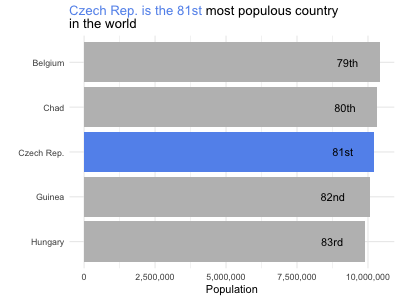 Czech Rep. is the 81st most populous country
in the world
Belgium
79th
Chad
80th
Czech Rep.
81st
Guinea
82nd
Hungary
83rd
0
2,500,000
5,000,000
7,500,000
10,000,000
Population